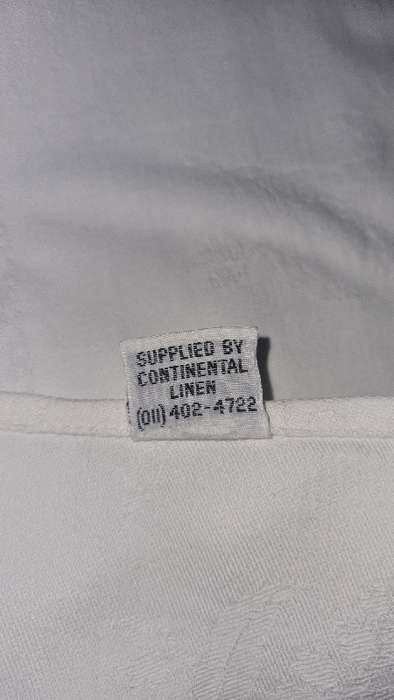 SUPPLIED BY
CONTINENTAL
LINEN
(011) 402-4722